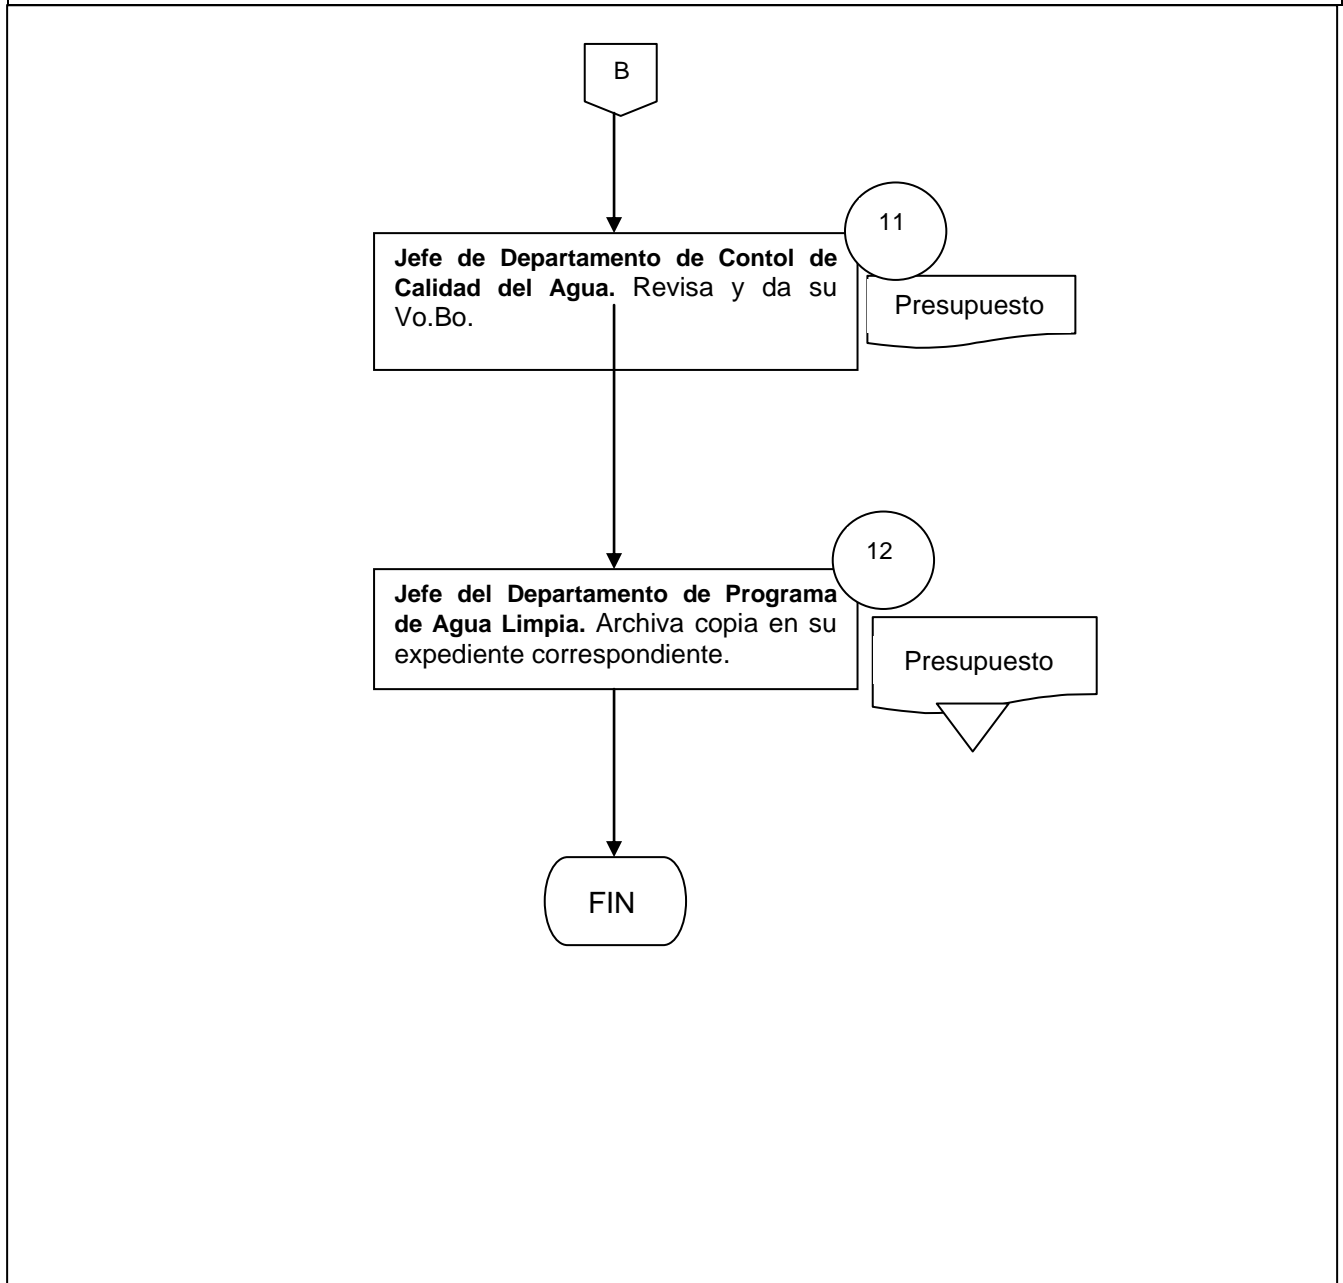 B
11
Jefe de Departamento de Contol de
Calidad del Agua. Revisa y da su
Vo.Bo.
Presupuesto
12
Jefe del Departamento de Programa
de Agua Limpia. Archiva copia en su
expediente correspondiente.
Presupuesto
FIN